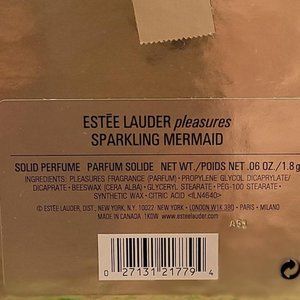 ESTĒE LAUDER pleasures
SPARKLING MERMAID
SOLID PERFUME PARFUM SOLIDE NET WT./POIDS NET .06 OZ./1.8g
INGREDIENTS: PLEASURES FRAGRANCE (PARFUM) • PROPYLENE GLYCOL DICAPRYLATE/
DICAPRATE • BEESWAX (CERA ALBA) • GLYCERYL STEARATE • PEG-100 STEARATE •
SYNTHETIC WAX • CITRIC ACID <ILN4640>
© ESTĒE LAUDER, DIST., NEW YORK, N.Y. 10022 NEW YORK • LONDON W1K 3BQ • PARIS • MILANO
MADE IN CANADA 1K0W www.esteelauder.com
0 27131 21779 4